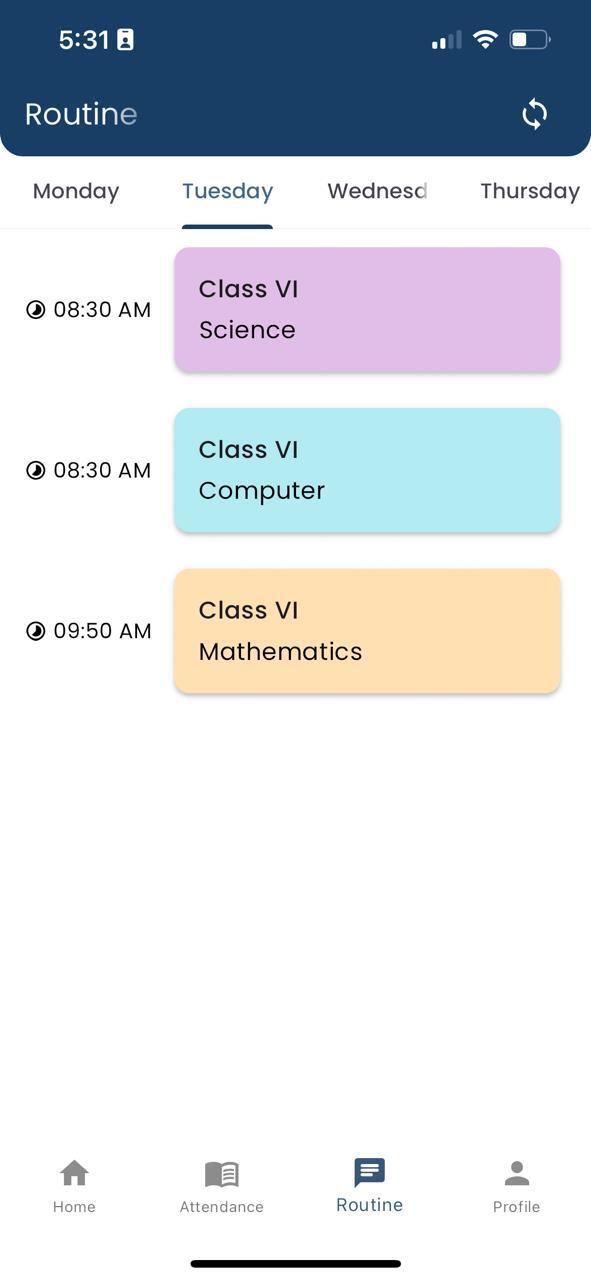 5:31
Routine
Monday Tuesday Wednesd Thursday
08:30 AM
Class VI
Science
08:30 AM
Class VI
Computer
09:50 AM
Class VI
Mathematics
Home Attendance Routine Profile